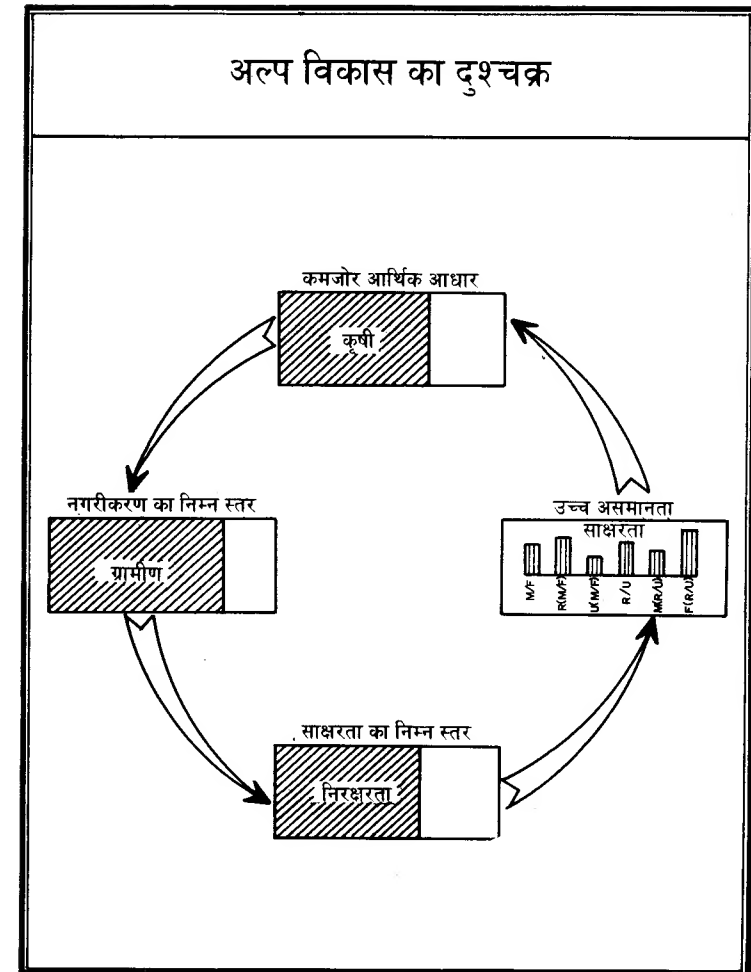 अल्प विकास का दुश्चक्र
कमजोर आर्थिक आधार
कृषी
नगरीकरण का निम्न स्तर
ग्रामीण
उच्च असमानता
साक्षरता
M/F
R(M/F)
U(M/F)
R/U
M(R/U)
F(R/U)
साक्षरता का निम्न स्तर
निरक्षरता